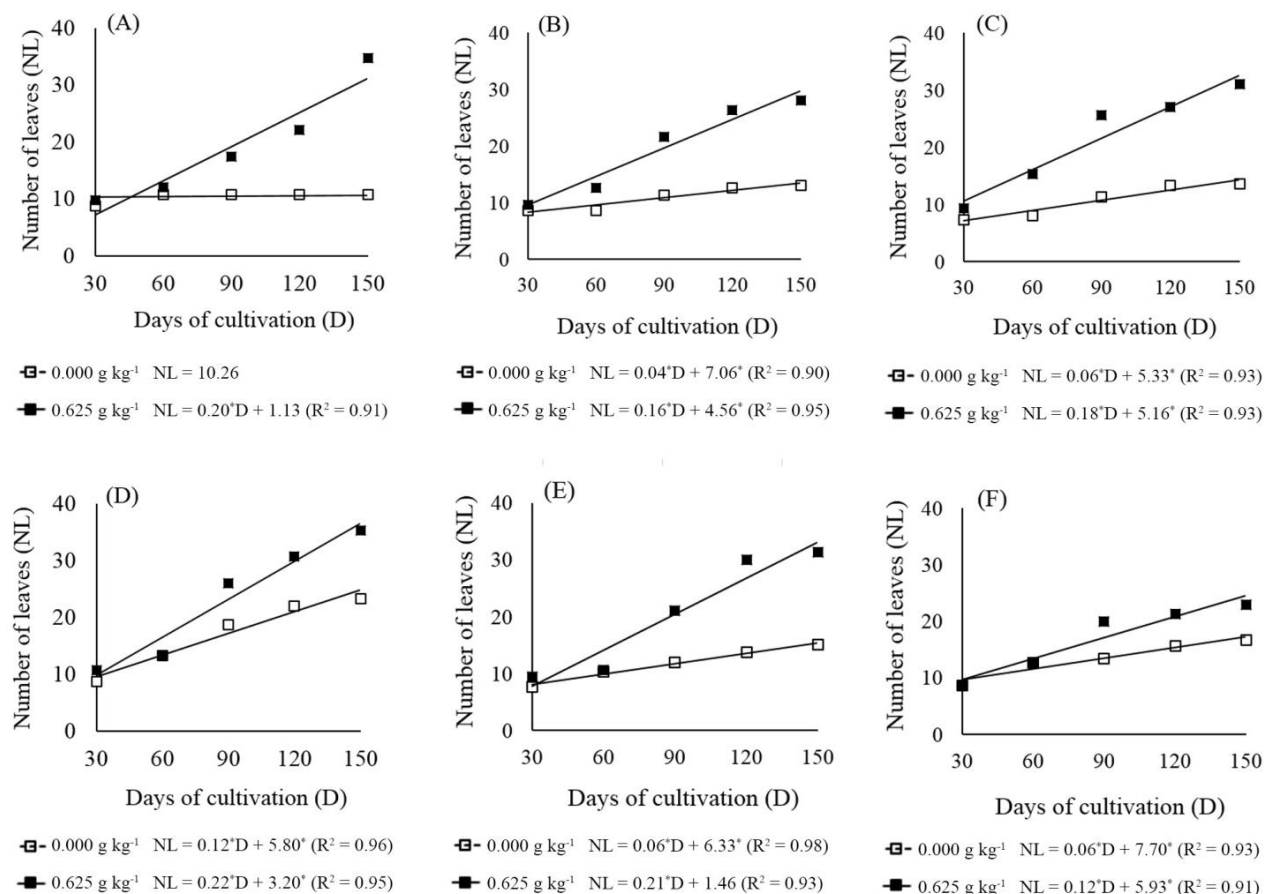 (A)
Number of leaves (NL)
40
30
20
10
0
30 60 90 120 150
Days of cultivation (D)
0.000 g kg⁻¹ NL = 10.26
0.625 g kg⁻¹ NL = 0.20*D + 1.13 (R² = 0.91)
(B)
Number of leaves (NL)
40
30
20
10
0
30 60 90 120 150
Days of cultivation (D)
0.000 g kg⁻¹ NL = 0.04*D + 7.06* (R² = 0.90)
0.625 g kg⁻¹ NL = 0.16*D + 4.56* (R² = 0.95)
(C)
Number of leaves (NL)
40
30
20
10
0
30 60 90 120 150
Days of cultivation (D)
0.000 g kg⁻¹ NL = 0.06*D + 5.33* (R² = 0.93)
0.625 g kg⁻¹ NL = 0.18*D + 5.16* (R² = 0.93)
(D)
Number of leaves (NL)
40
30
20
10
0
30 60 90 120 150
Days of cultivation (D)
0.000 g kg⁻¹ NL = 0.12*D + 5.80* (R² = 0.96)
0.625 g kg⁻¹ NL = 0.22*D + 3.20* (R² = 0.95)
(E)
Number of leaves (NL)
40
30
20
10
0
30 60 90 120 150
Days of cultivation (D)
0.000 g kg⁻¹ NL = 0.06*D + 6.33* (R² = 0.98)
0.625 g kg⁻¹ NL = 0.21*D + 1.46 (R² = 0.93)
(F)
Number of leaves (NL)
40
30
20
10
0
30 60 90 120 150
Days of cultivation (D)
0.000 g kg⁻¹ NL = 0.06*D + 7.70* (R² = 0.93)
0.625 g kg⁻¹ NL = 0.12*D + 5.93* (R² = 0.91)